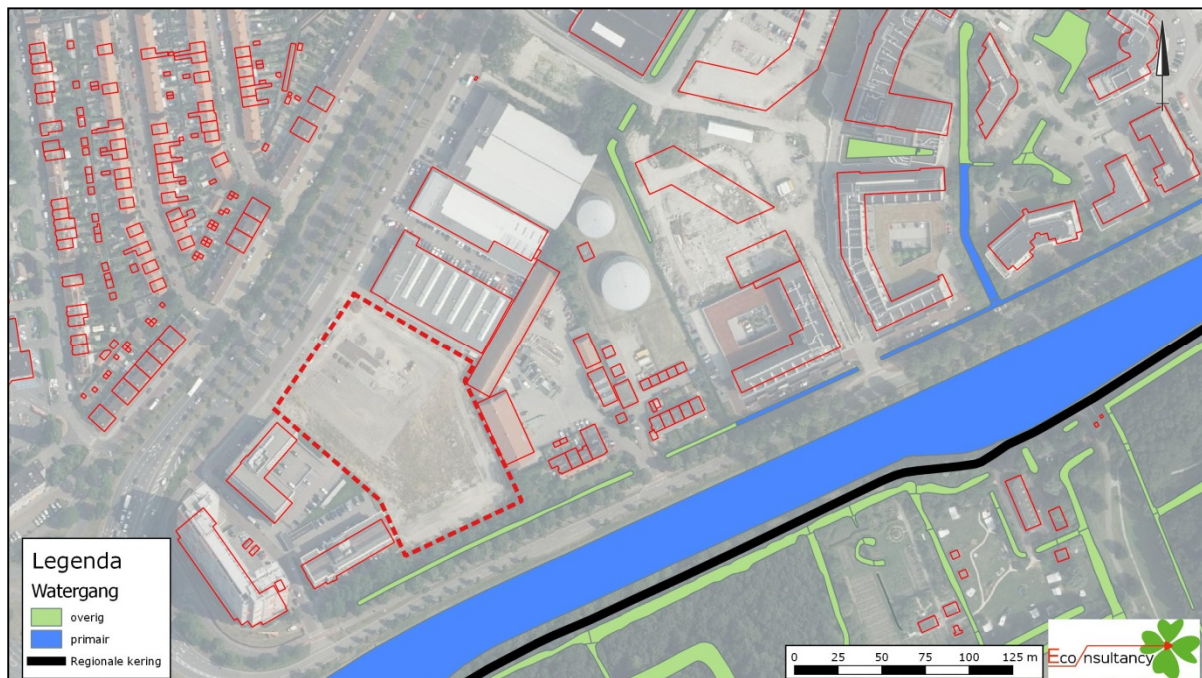 Legenda
Watergang
overig
primair
Regionale kering
0 25 50 75 100 125 m
Econsultancy